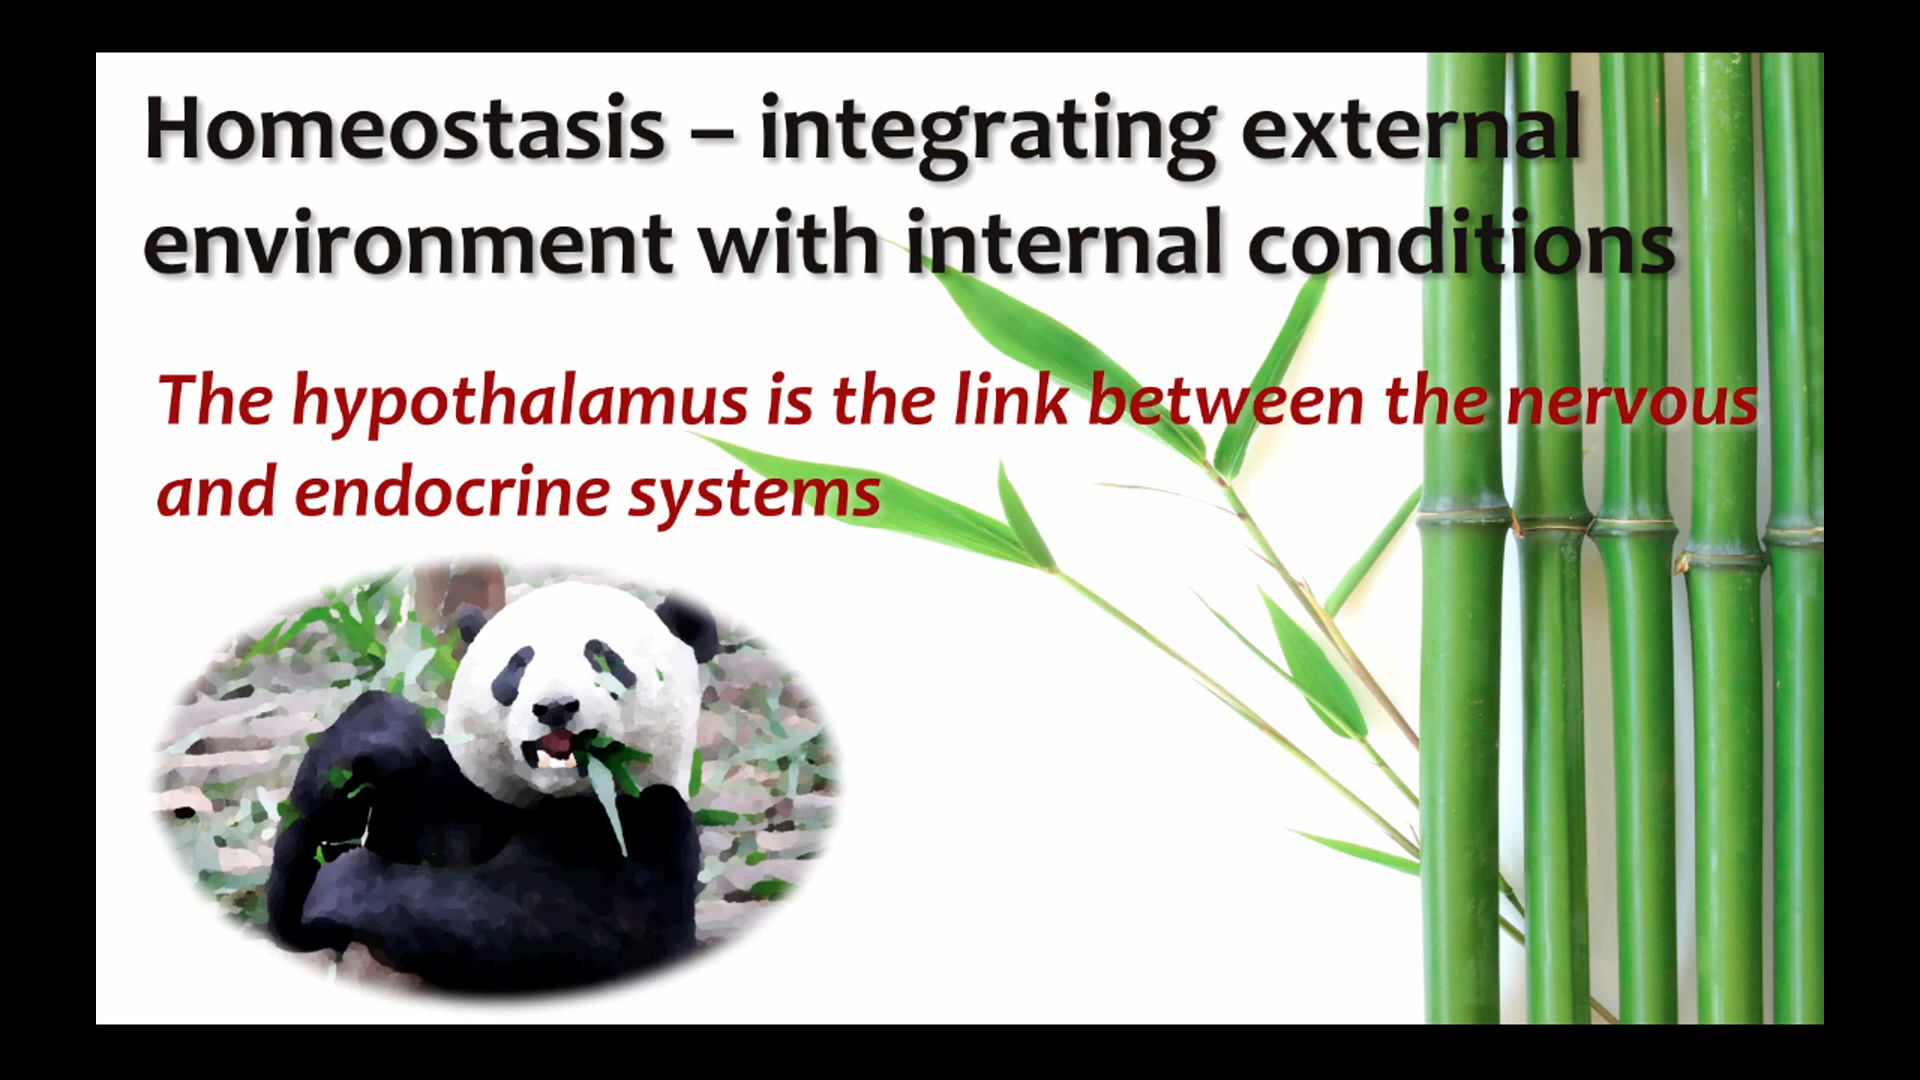 Homeostasis – integrating external
environment with internal conditions
The hypothalamus is the link between the nervous
and endocrine systems